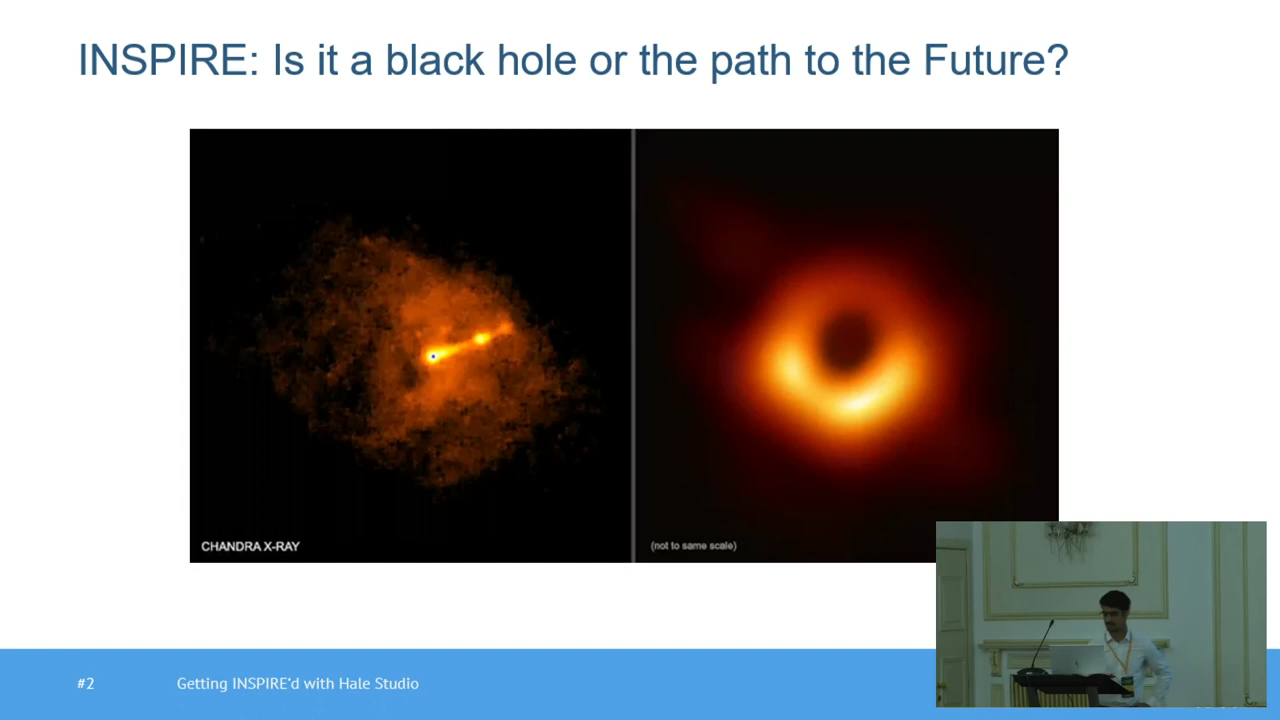 INSPIRE: Is it a black hole or the path to the Future?
CHANDRA X-RAY
(not to same scale)
#2
Getting INSPIRE'd with Hale Studio